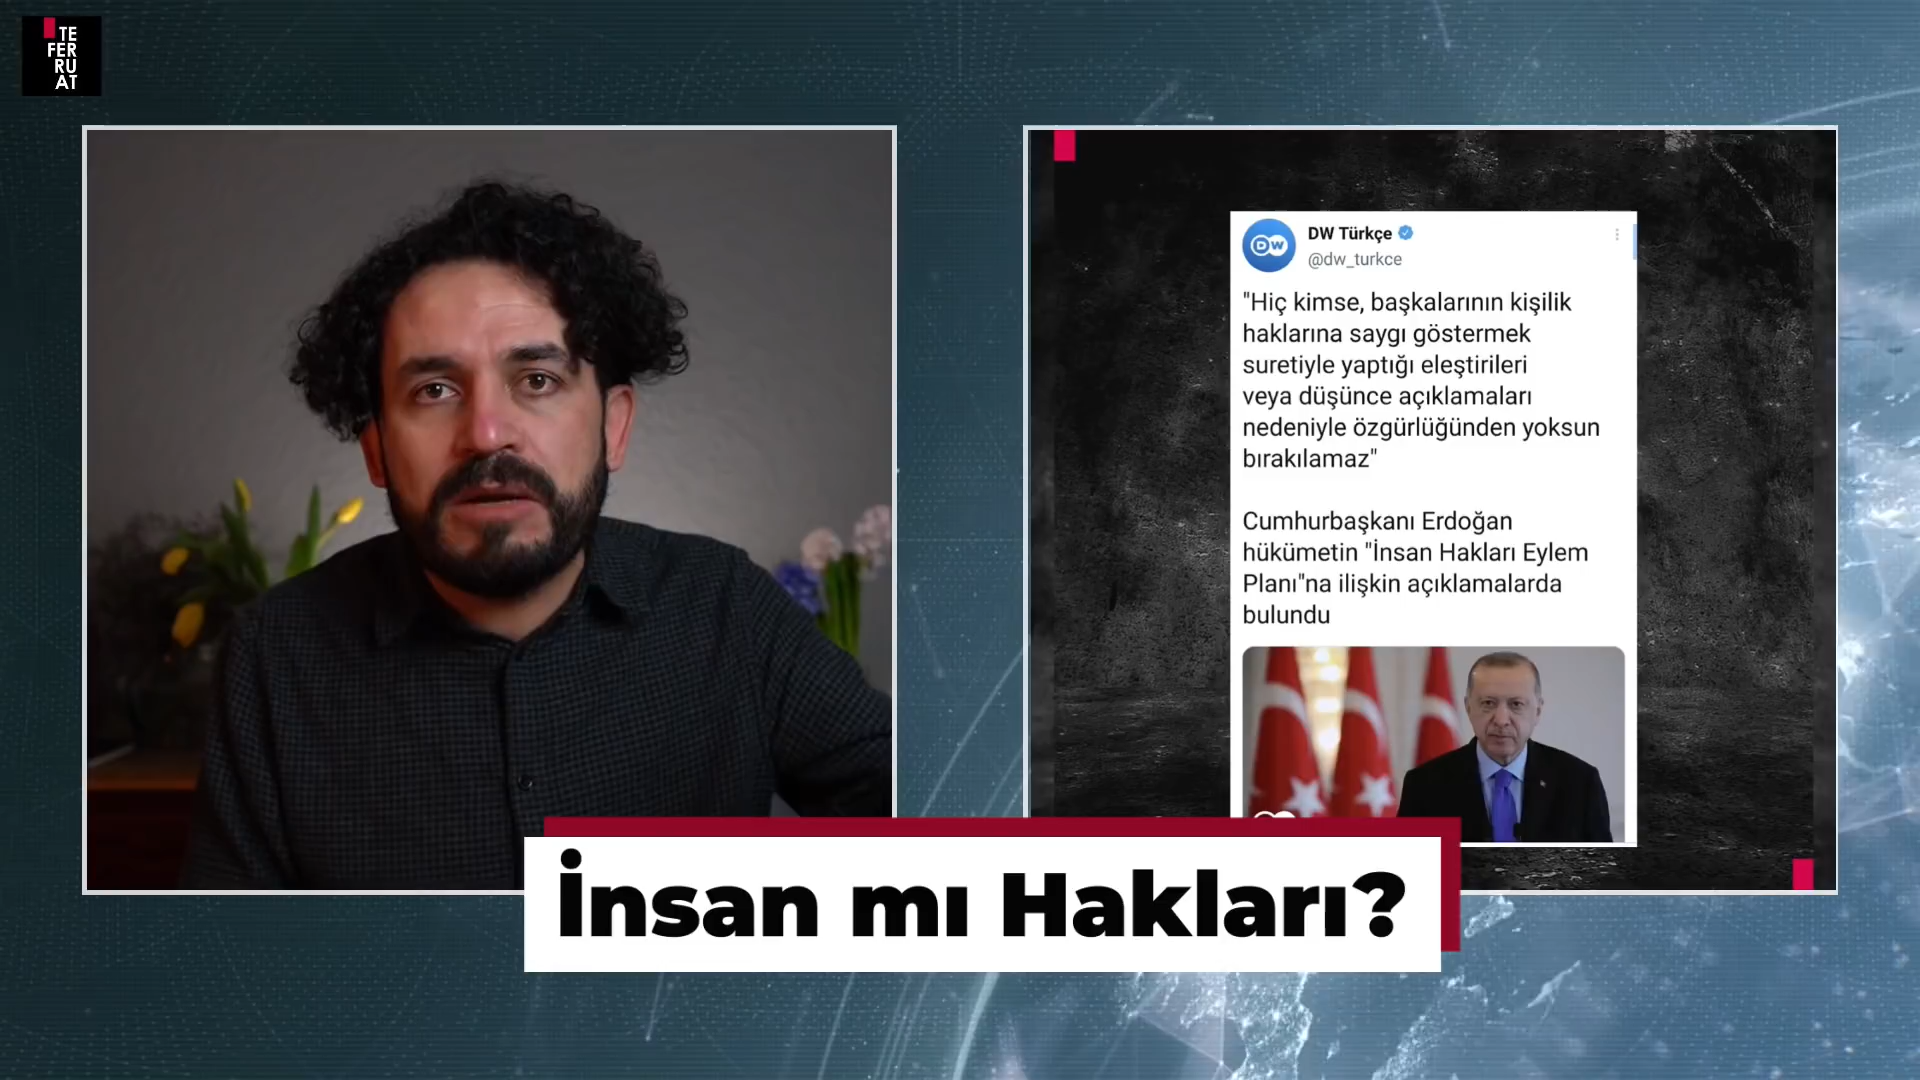 TE
FER
RU
AT
DW
DW Türkçe
@dw_turkce
"Hiç kimse, başkalarının kişilik
haklarına saygı göstermek
suretiyle yaptığı eleştirileri
veya düşünce açıklamaları
nedeniyle özgürlüğünden yoksun
bırakılamaz"
Cumhurbaşkanı Erdoğan
hükümetin "İnsan Hakları Eylem
Planı"na ilişkin açıklamalarda
bulundu
İnsan mı Hakları?